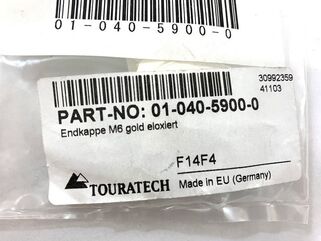 01-040-5900-0
30992359
41103
PART-NO: 01-040-5900-0
Endkappe M6 gold eloxiert
F14F4
TOURATECH
Made in EU (Germany)